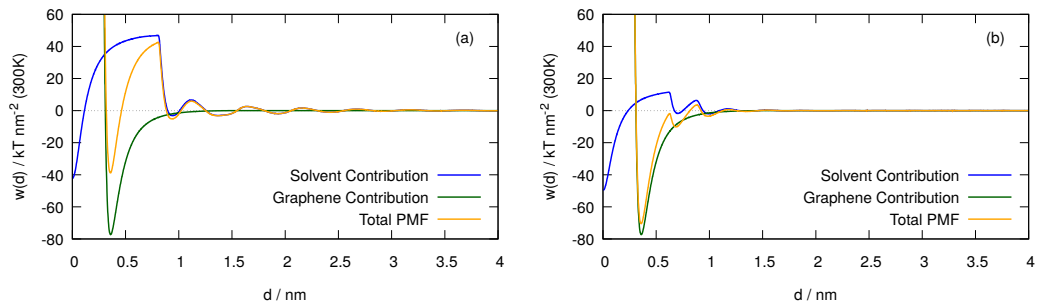 60
40
20
0
-20
-40
-60
-80
w(d) / kT nm⁻² (300K)
(a)
Solvent Contribution
Graphene Contribution
Total PMF
0 0.5 1 1.5 2 2.5 3 3.5 4
d / nm
60
40
20
0
-20
-40
-60
-80
w(d) / kT nm⁻² (300K)
(b)
Solvent Contribution
Graphene Contribution
Total PMF
0 0.5 1 1.5 2 2.5 3 3.5 4
d / nm